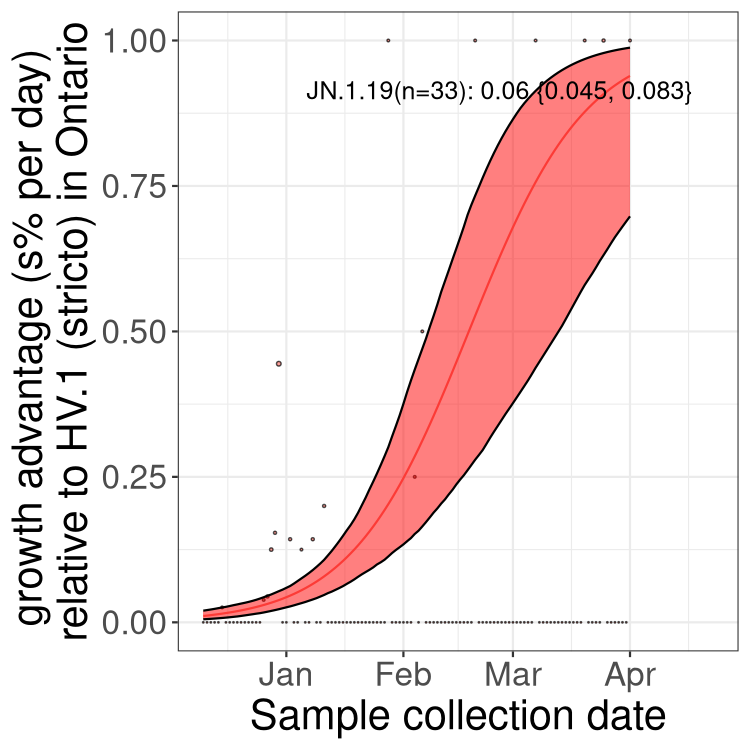 growth advantage (s% per day)
relative to HV.1 (stricto) in Ontario
1.00
0.75
0.50
0.25
0.00
JN.1.19(n=33): 0.06 {0.045, 0.083}
Jan Feb Mar Apr
Sample collection date